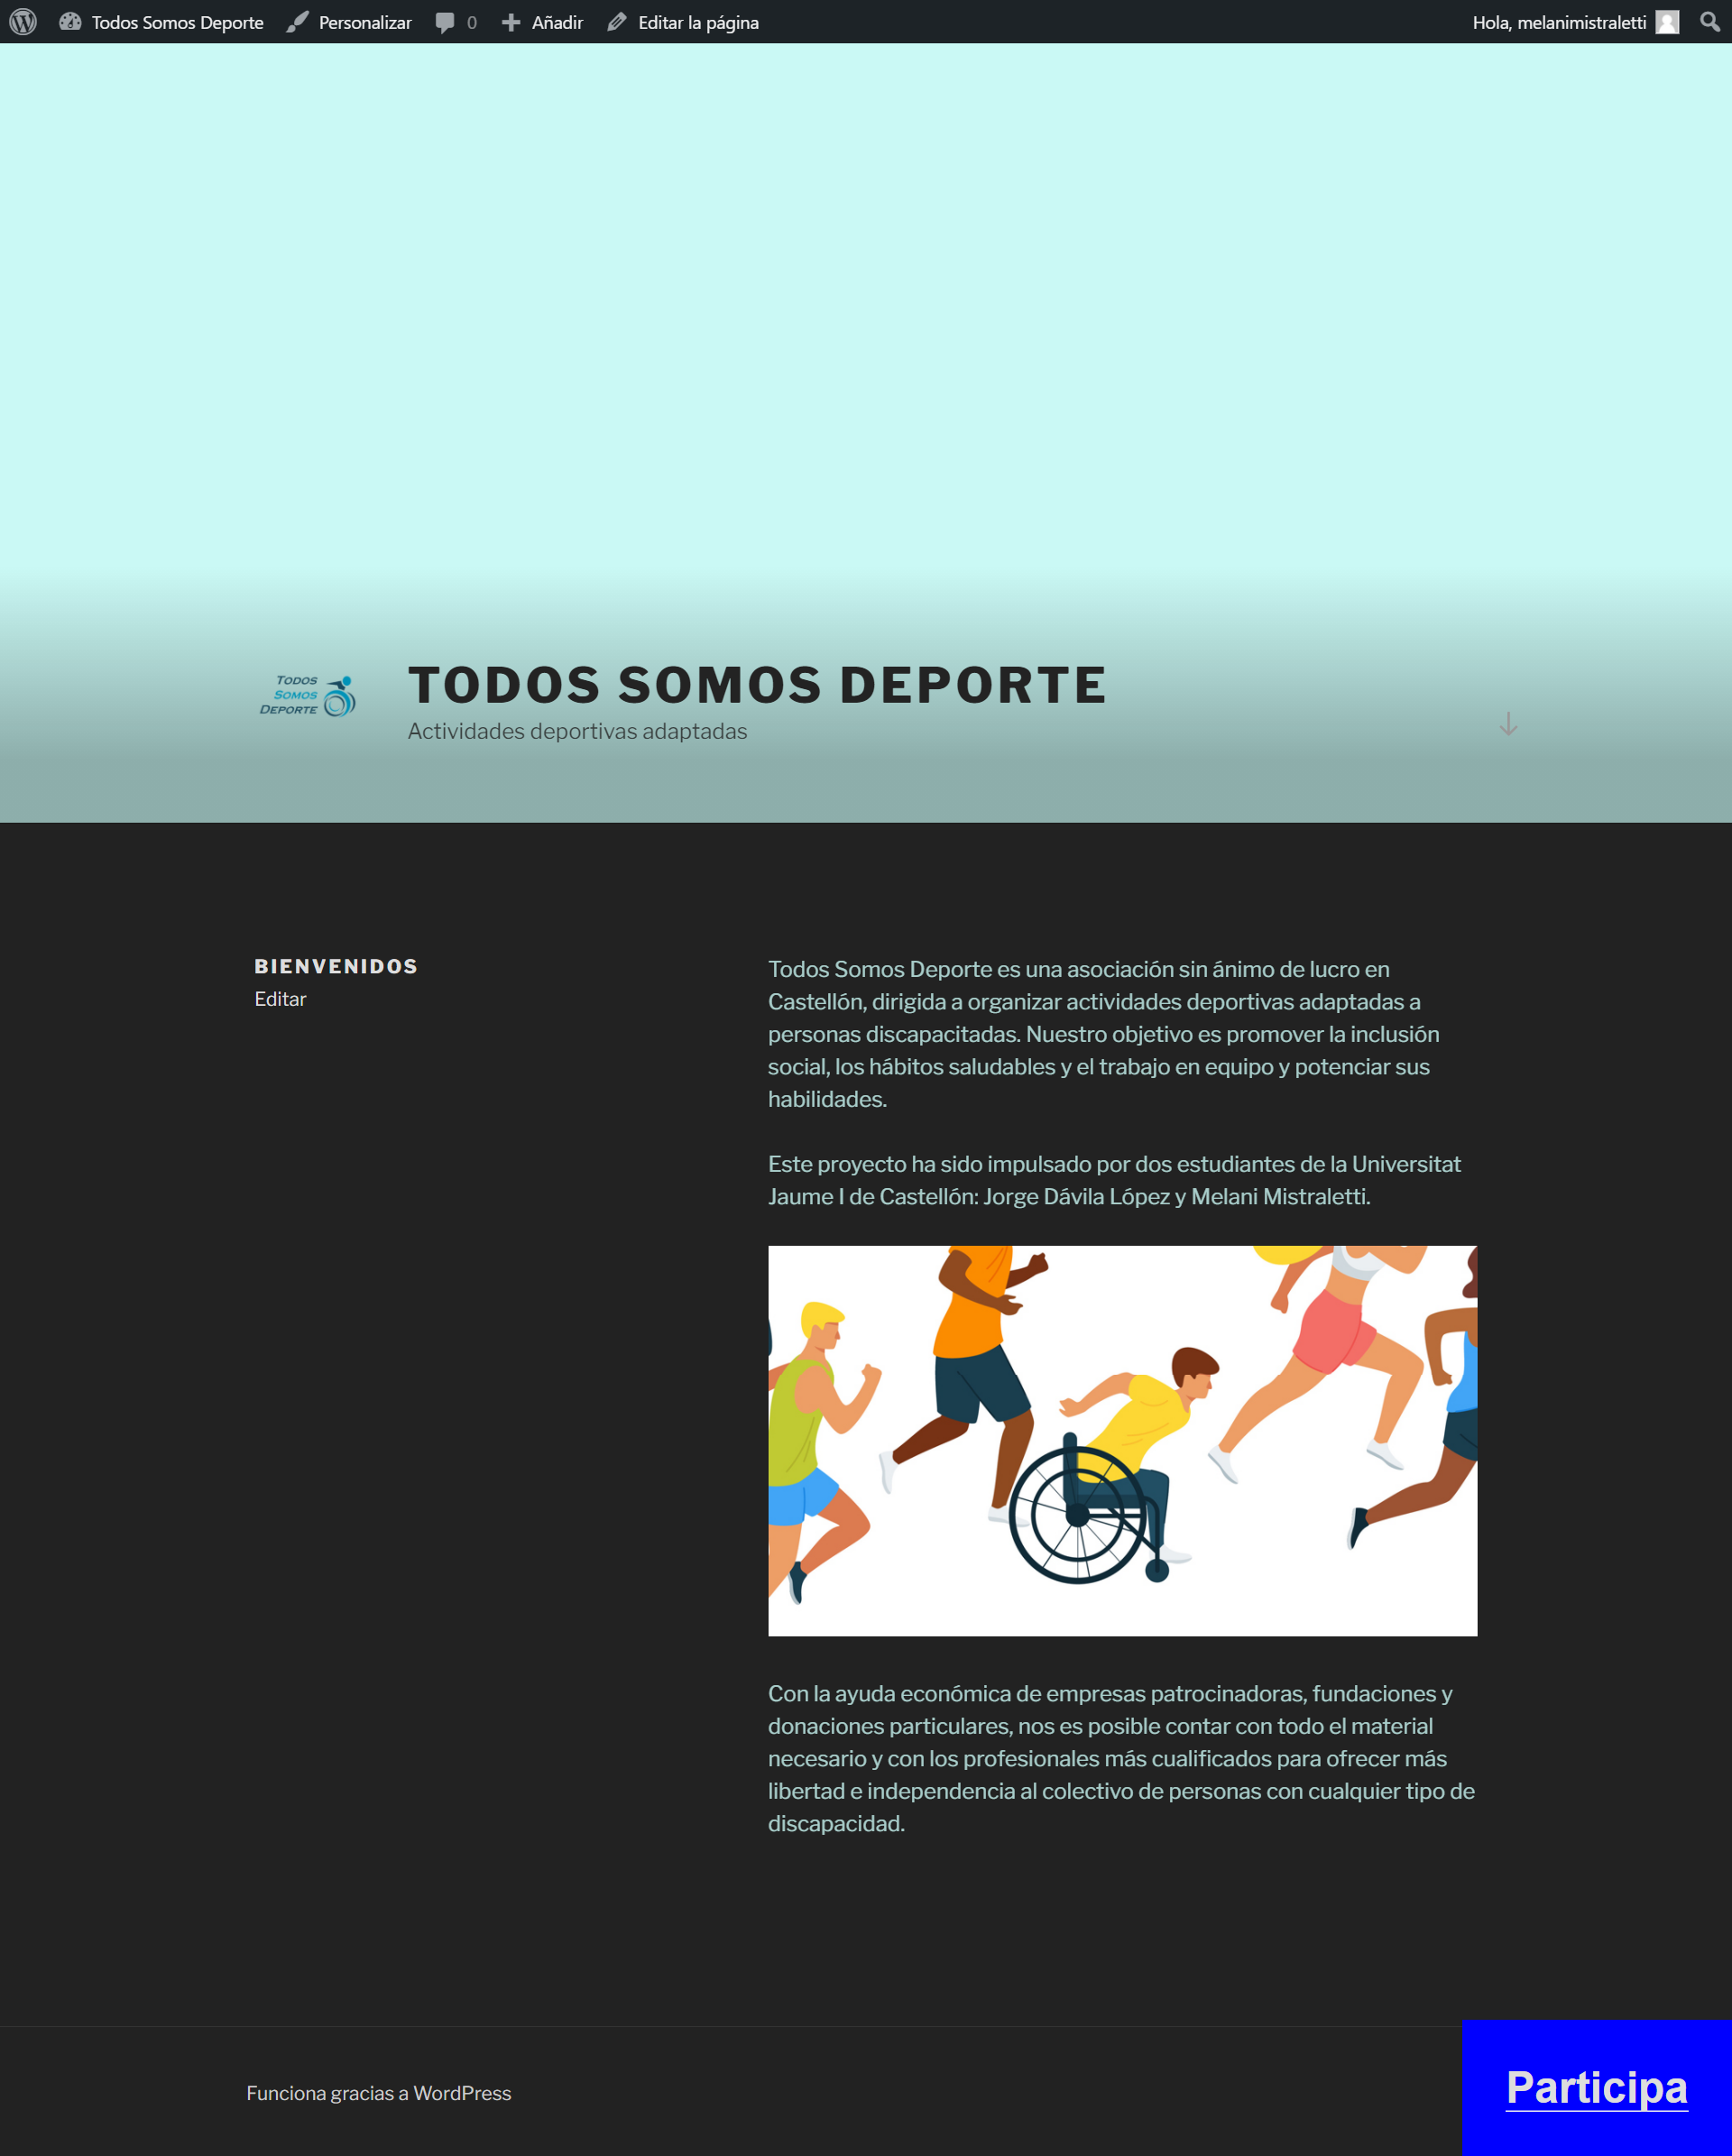 Todos Somos Deporte Personalizar 0 Añadir Editar la página Hola, melanimistraletti
TODOS
SOMOS
DEPORTE
TODOS SOMOS DEPORTE
Actividades deportivas adaptadas
BIENVENIDOS
Editar
Todos Somos Deporte es una asociación sin ánimo de lucro en
Castellón, dirigida a organizar actividades deportivas adaptadas a
personas discapacitadas. Nuestro objetivo es promover la inclusión
social, los hábitos saludables y el trabajo en equipo y potenciar sus
habilidades.
Este proyecto ha sido impulsado por dos estudiantes de la Universitat
Jaume I de Castellón: Jorge Dávila López y Melani Mistraletti.
Con la ayuda económica de empresas patrocinadoras, fundaciones y
donaciones particulares, nos es posible contar con todo el material
necesario y con los profesionales más cualificados para ofrecer más
libertad e independencia al colectivo de personas con cualquier tipo de
discapacidad.
Funciona gracias a WordPress
Participa